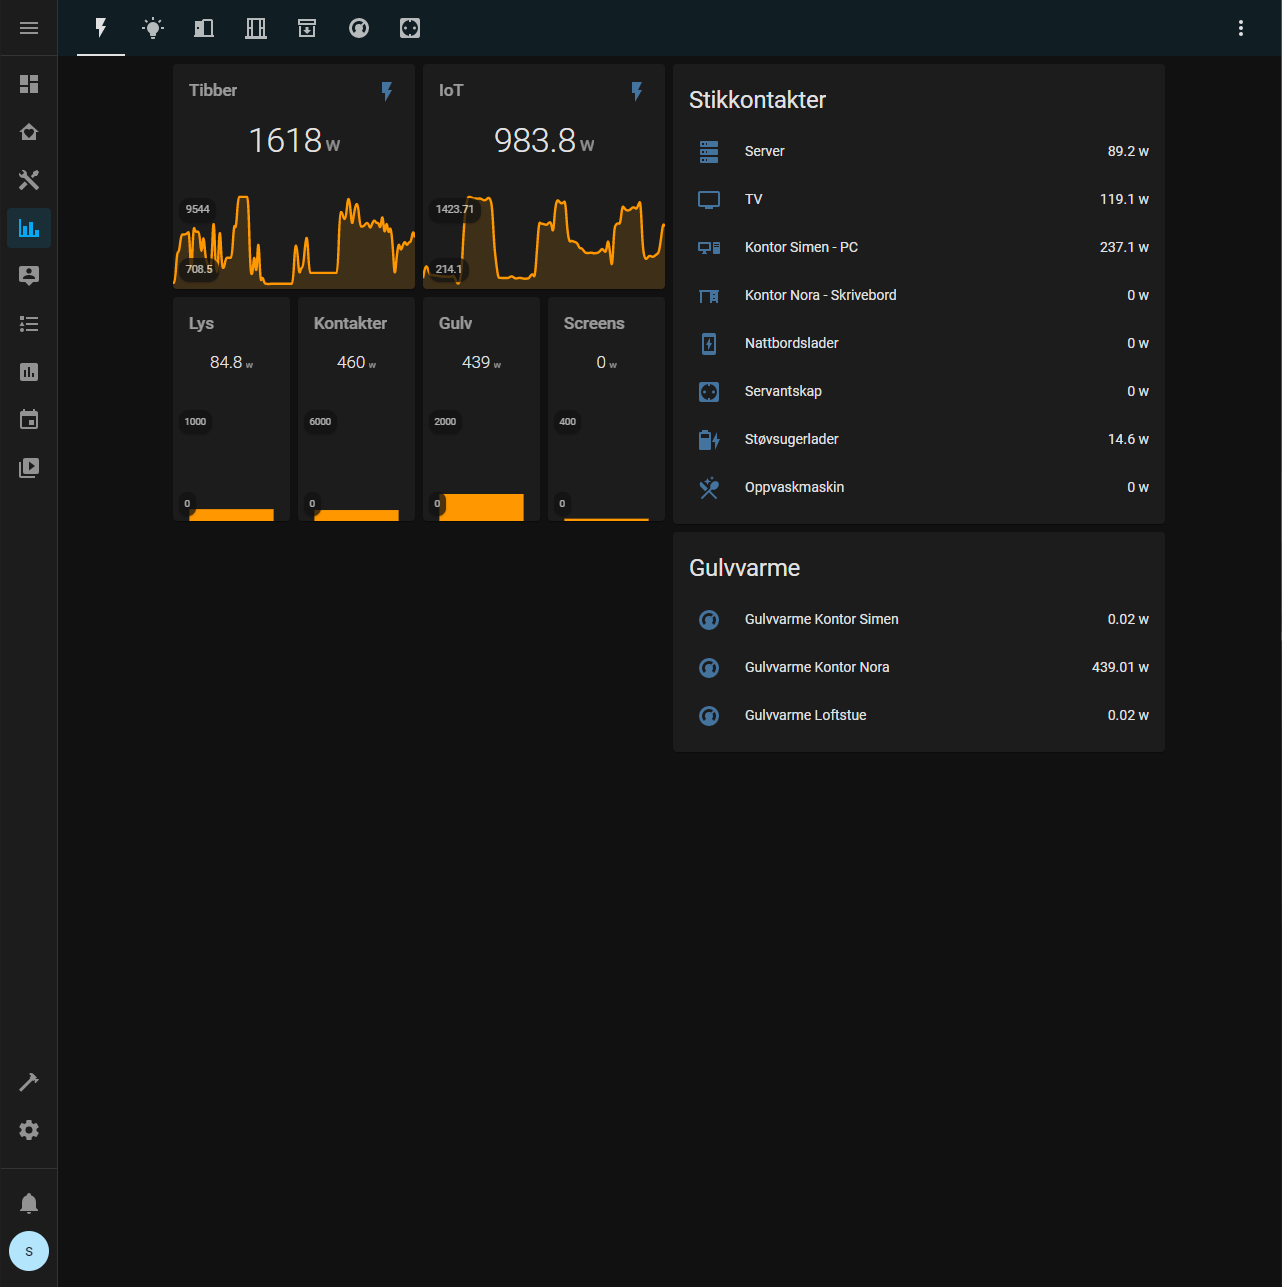 Tibber
1618 w
9544
708.5
IoT
983.8 w
1423.71
214.1
Lys
84.8 w
1000
0
Kontakter
460 w
6000
0
Gulv
439 w
2000
0
Screens
0 w
400
0
Stikkontakter
Server 89.2 w
TV 119.1 w
Kontor Simen - PC 237.1 w
Kontor Nora - Skrivebord 0 w
Nattbordslader 0 w
Servantskap 0 w
Støvsugerlader 14.6 w
Oppvaskmaskin 0 w
Gulvvarme
Gulvvarme Kontor Simen 0.02 w
Gulvvarme Kontor Nora 439.01 w
Gulvvarme Loftstue 0.02 w
S